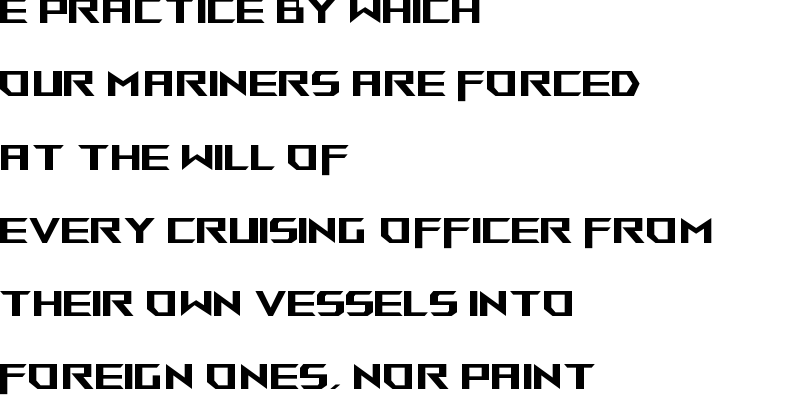 E PRACTICE BY WHICH
OUR MARINERS ARE FORCED
AT THE WILL OF
EVERY CRUISING OFFICER FROM
THEIR OWN VESSELS INTO
FOREIGN ONES, NOR PAINT